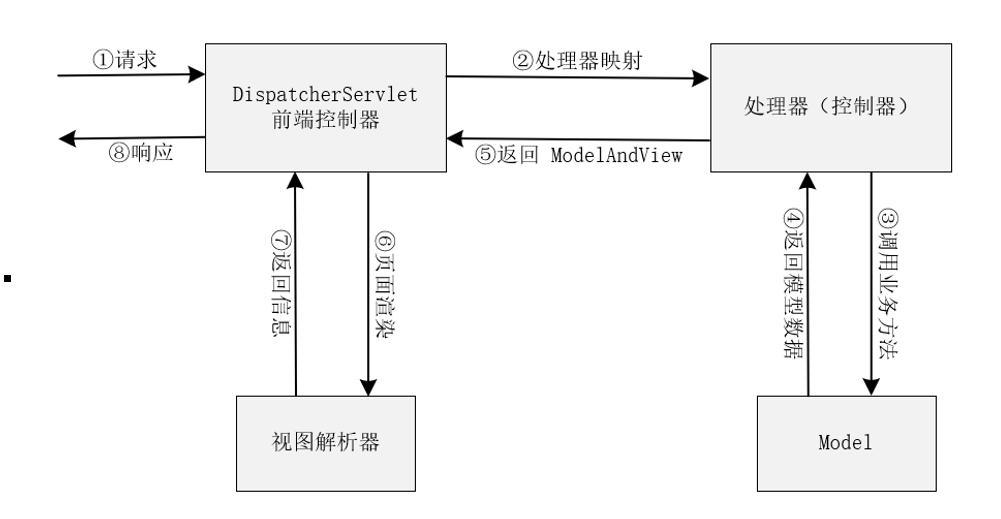 ①请求
②处理器映射
DispatcherServlet
前端控制器
处理器（控制器）
⑧响应
⑤返回 ModelAndView
⑦返回信息
⑥页面渲染
④返回模型数据
③调用业务方法
视图解析器
Model